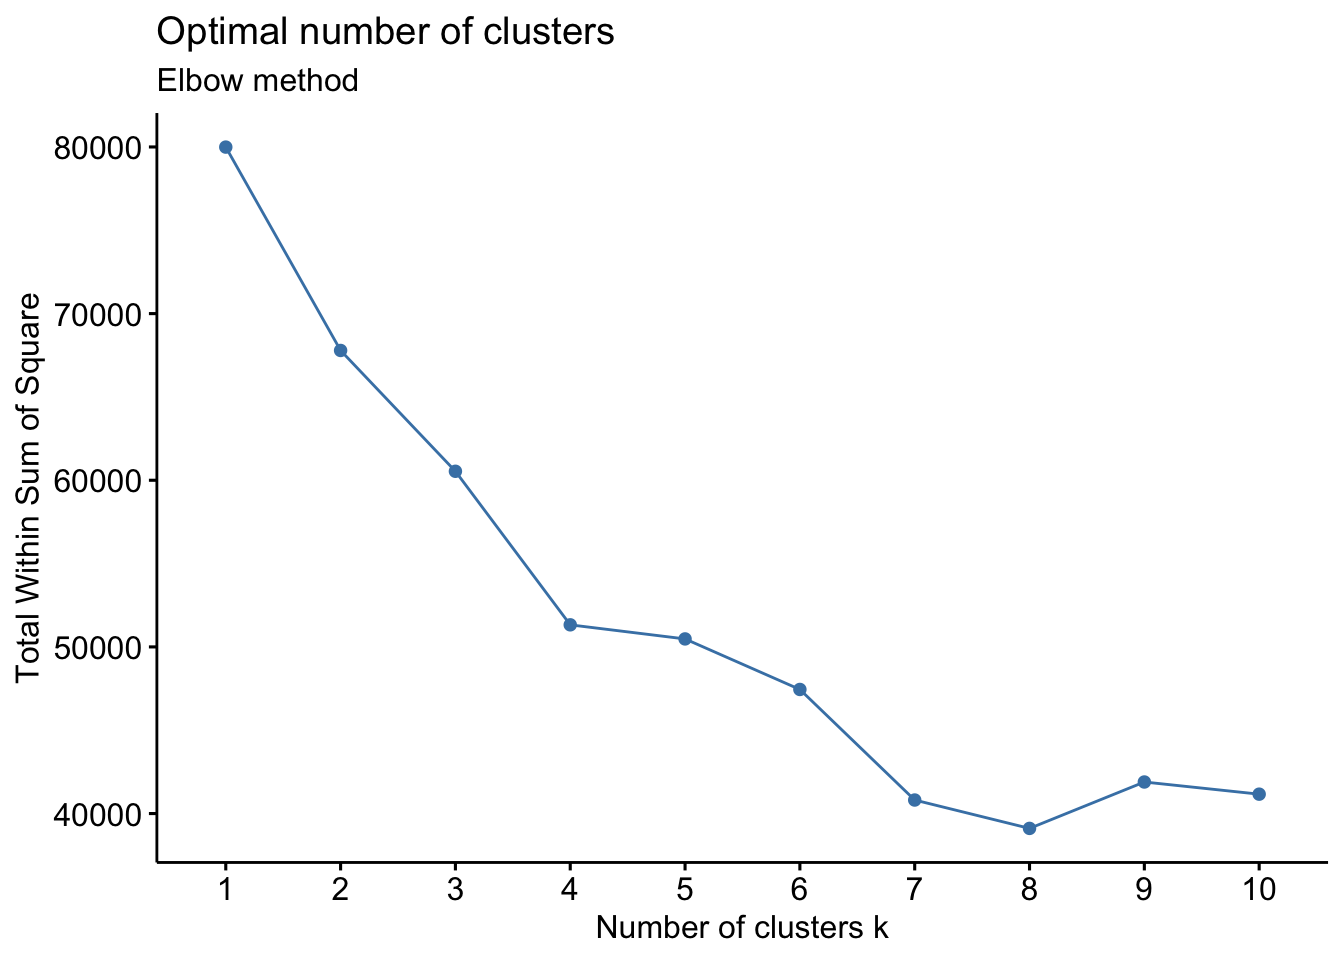 Optimal number of clusters
Elbow method
Total Within Sum of Square
80000
70000
60000
50000
40000
1 2 3 4 5 6 7 8 9 10
Number of clusters k